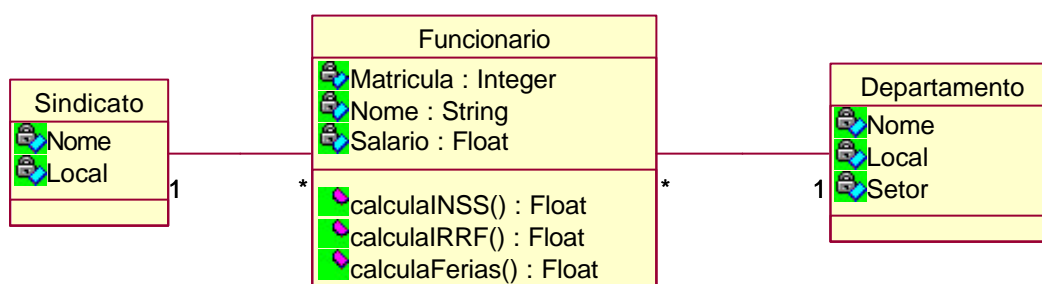 Sindicato
Nome
Local
1
Funcionario
Matricula : Integer
Nome : String
Salario : Float
*
*
calculaINSS() : Float
calculaIRRF() : Float
calculaFerias() : Float
Departamento
Nome
Local
Setor
1